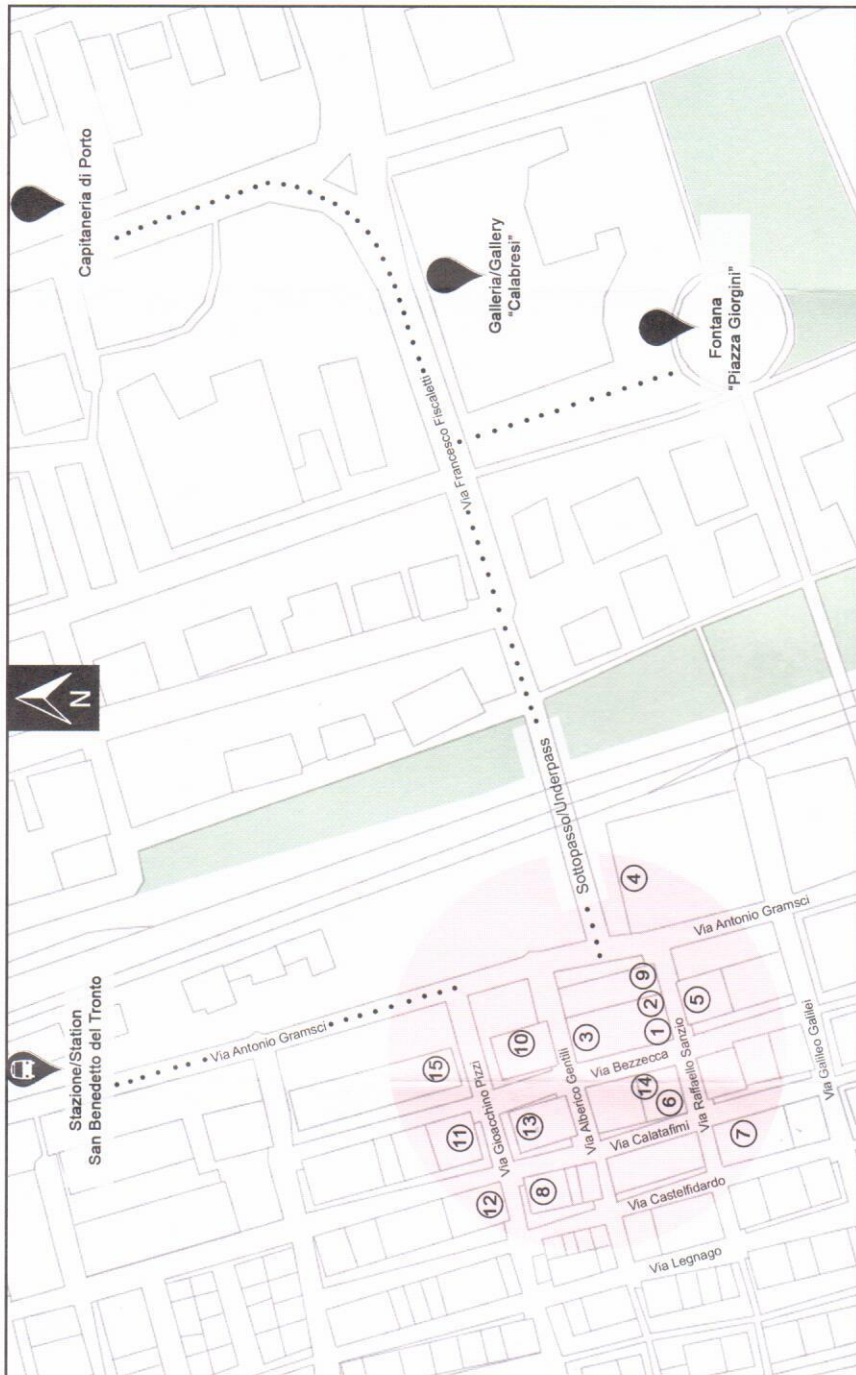 Stazione/Station
San Benedetto del Tronto
N
Capitaneria di Porto
Via Antonio Gramsci
Via Francesco Fiscaletti
Galleria/Gallery
"Calabresi"
Fontana
"Piazza Giorgini"
Sottopasso/Underpass
15
11
12
Via Gioacchino Pizzi
10
13
8
Via Alberico Gentili
3
4
Via Bezzecca
9
2
1
14
6
Via Calatafimi
Via Raffaello Sanzio
5
7
Via Castelfidardo
Via Legnago
Via Antonio Gramsci
Via Galileo Galilei